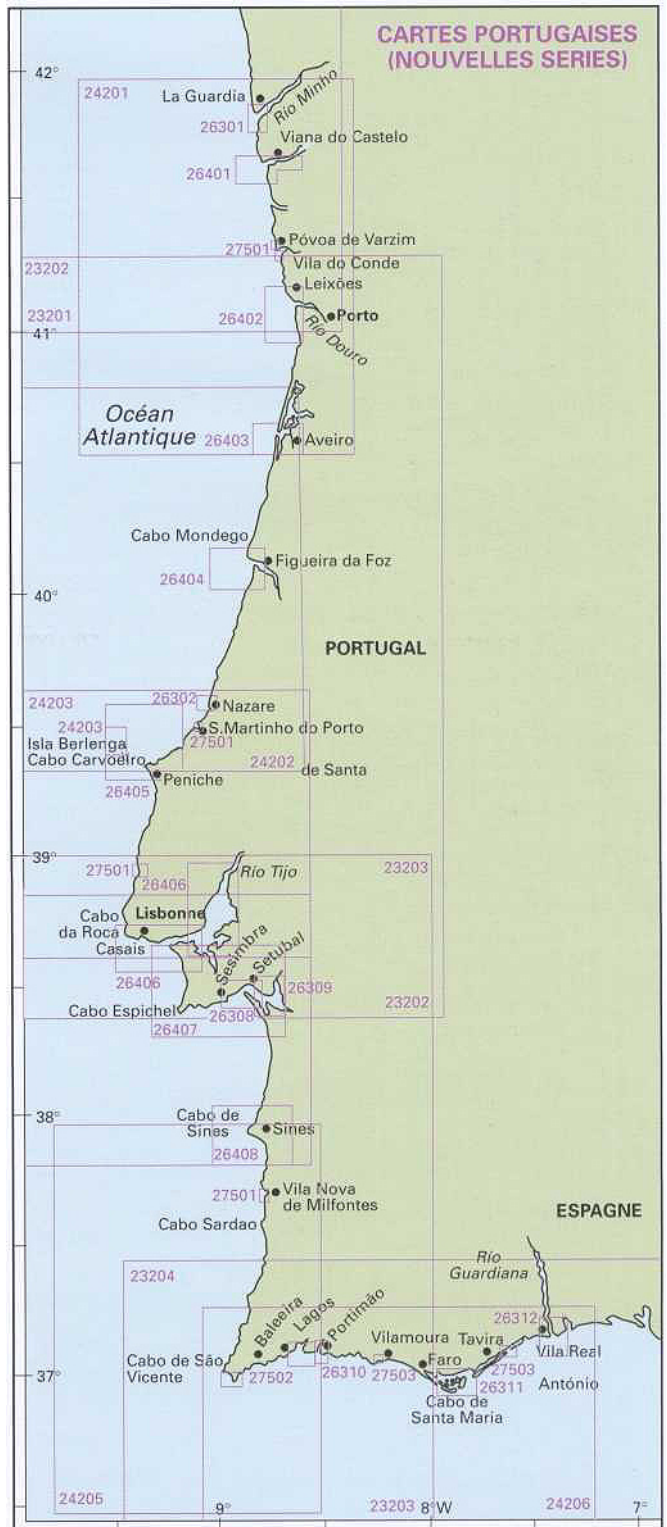 CARTES PORTUGAISES
(NOUVELLES SERIES)
42°
24201
La Guardia
Río Minho
26301
Viana do Castelo
26401
Póvoa de Varzim
27501
Vila do Conde
23202
Leixões
23201
26402
Porto
41°
Río Douro
Océan
Atlantique
26403
Aveiro
Cabo Mondego
Figueira da Foz
26404
40°
PORTUGAL
24203
26302
Nazare
24203
S.Martinho do Porto
27501
Isla Berlenga
Cabo Carvoeiro
24202
de Santa
Peniche
26405
39°
27501
26406
Río Tijo
23203
Cabo
da Roca
Lisbonne
Casais
Sesimbra
Setubal
26406
26309
23202
Cabo Espichel
26308
26407
38°
Cabo de
Sines
Sines
26408
27501
Vila Nova
de Milfontes
Cabo Sardao
ESPAGNE
23204
Río
Guardiana
Baleeira
Lagos
Portimão
26312
Vilamoura
Tavira
Vila Real
António
Cabo de São
Vicente
37°
27502
26310
27503
Faro
27503
26311
Cabo de
Santa Maria
24205
9°
23203
8°W
24206
7°